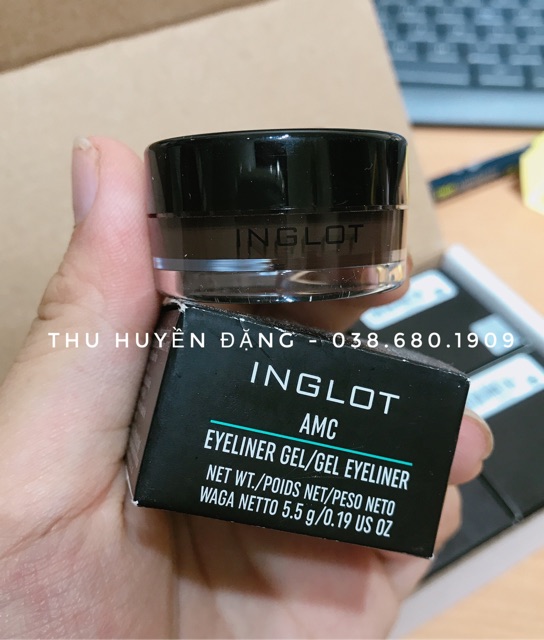 INGLOT
THU HUYỀN ĐẶNG - 038.680.1909
INGLOT
AMC
EYELINER GEL/GEL EYELINER
NET WT./POIDS NET/PESO NETO
WAGA NETTO 5.5 g/0.19 US OZ